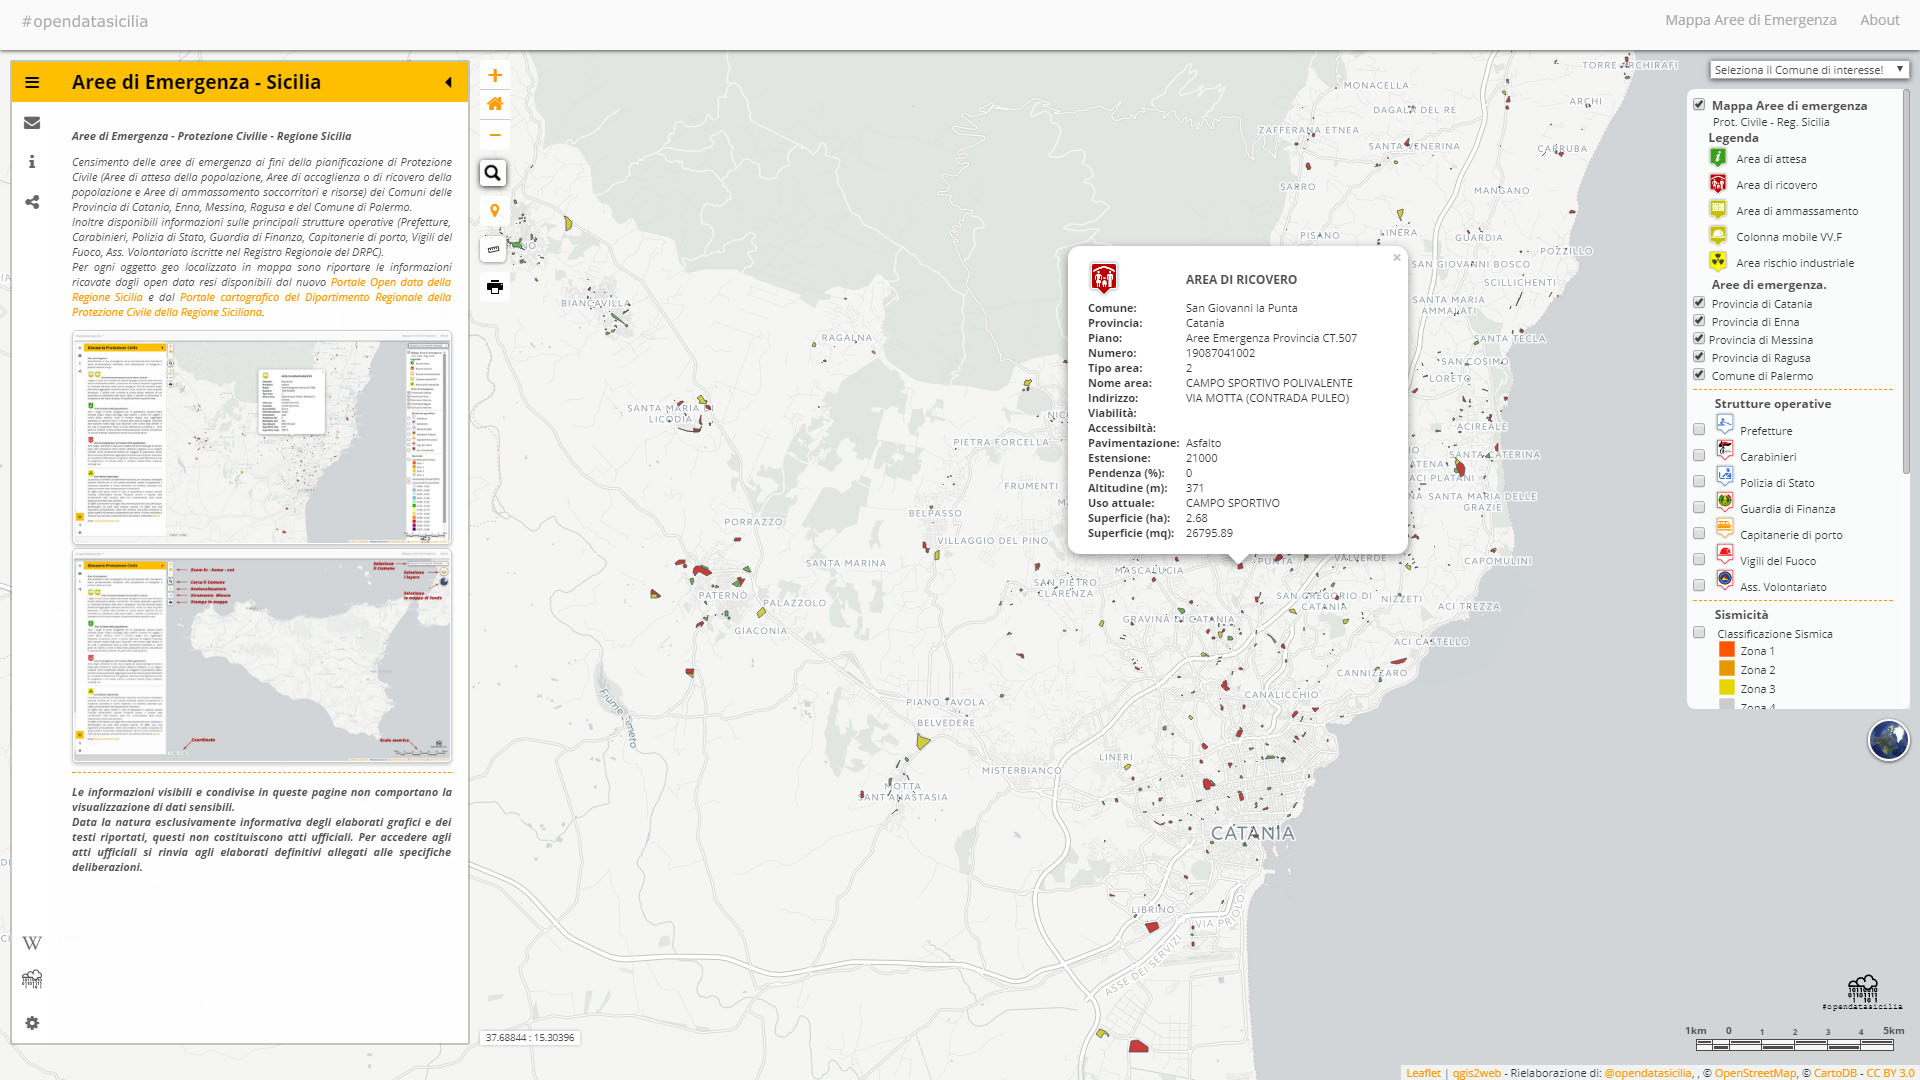 #opendatasicilia
Mappa Aree di Emergenza
About
Aree di Emergenza - Sicilia
Aree di Emergenza - Protezione Civilie - Regione Sicilia
Censimento delle aree di emergenza ai fini della pianificazione di Protezione
Civile (Aree di attesa della popolazione, Aree di accoglienza o di ricovero della
popolazione e Aree di ammassamento soccorritori e risorse) dei Comuni delle
Provincia di Catania, Enna, Messina, Ragusa e del Comune di Palermo.
Inoltre disponibili informazioni sulle principali strutture operative (Prefetture,
Carabinieri, Polizia di Stato, Guardia di Finanza, Capitanerie di porto, Vigili del
Fuoco, Ass. Volontariato iscritte nel Registro Regionale del DRPC).
Per ogni oggetto geo localizzato in mappa sono riportare le informazioni
ricavate dagli open data resi disponibili dal nuovo Portale Open data della
Regione Sicilia e dal Portale cartografico del Dipartimento Regionale della
Protezione Civile della Regione Siciliana.
Le informazioni visibili e condivise in queste pagine non comportano la
visualizzazione di dati sensibili.
Data la natura esclusivamente informativa degli elaborati grafici e dei
testi riportati, questi non costituiscono atti ufficiali. Per accedere agli
atti ufficiali si rinvia agli elaborati definitivi allegati alle specifiche
deliberazioni.
W
37.68844 : 15.30396
AREA DI RICOVERO
×
Comune: San Giovanni la Punta
Provincia: Catania
Piano: Aree Emergenza Provincia CT.507
Numero: 19087041002
Tipo area: 2
Nome area: CAMPO SPORTIVO POLIVALENTE
Indirizzo: VIA MOTTA (CONTRADA PULEO)
Viabilità:
Accessibiltà:
Pavimentazione: Asfalto
Estensione: 21000
Pendenza (%): 0
Altitudine (m): 371
Uso attuale: CAMPO SPORTIVO
Superficie (ha): 2.68
Superficie (mq): 26795.89
MONACELLA
DAGALA DEL RE
ARCHI
ZAFFERANA ETNEA
SANTA VENERINA
CARRUBA
SARRO
MANGANO
PISANO
LINERA
GUARDIA
POZZILLO
SAN GIOVANNI BOSCO
SCILLICHENTI
SANTA MARIA
AMMALATI
SANTA TECLA
SAN COSIMO
LORETO
ACIREALE
SANTA CATERINA
ACI PLATANI
SANTA MARIA DELLE
GRAZIE
CAPOMULINI
BIANCAVILLA
RAGALNA
SANTA MARIA DI
LICODIA
PIETRA FORCELLA
FRUMENTI
BELPASSO
PORRAZZO
VILLAGGIO DEL PINO
SANTA MARINA
SAN PIETRO
CLARENZA
MASCALUCIA
PATERNÒ
PALAZZOLO
GIACONIA
GRAVINA DI CATANIA
SAN GREGORIO DI
CATANIA
NIZZETI
ACI TREZZA
ACI CASTELLO
CANNIZZARO
CANALICCHIO
Fiume Simeto
PIANO TAVOLA
BELVEDERE
MISTERBIANCO
LINERI
MOTTA
SANT'ANASTASIA
CATANIA
LIBRINO
VIA PRIOLO
ASSE DEI SERVIZI
Seleziona il Comune di interesse!
Mappa Aree di emergenza
Prot. Civile - Reg. Sicilia
Legenda
Area di attesa
Area di ricovero
Area di ammassamento
Colonna mobile VV.F
Area rischio industriale
Aree di emergenza.
Provincia di Catania
Provincia di Enna
Provincia di Messina
Provincia di Ragusa
Comune di Palermo
Strutture operative
Prefetture
Carabinieri
Polizia di Stato
Guardia di Finanza
Capitanerie di porto
Vigili del Fuoco
Ass. Volontariato
Sismicità
Classificazione Sismica
Zona 1
Zona 2
Zona 3
Zona 4
#opendatasicilia
1km 0 1 2 3 4 5km
Leaflet | qgis2web - Rielaborazione di: @opendatasicilia, , © OpenStreetMap, © CartoDB - CC BY 3.0